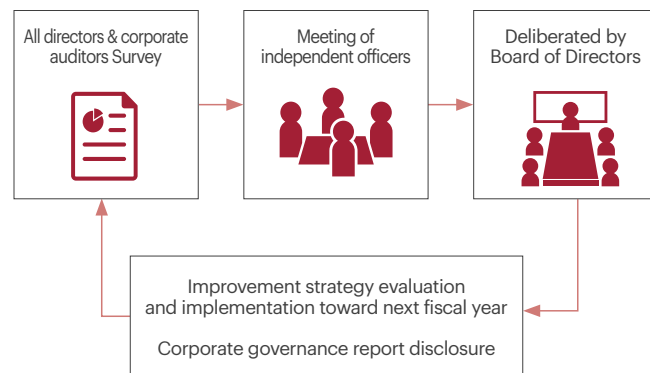 All directors & corporate
auditors Survey
Meeting of
independent officers
Deliberated by
Board of Directors
Improvement strategy evaluation
and implementation toward next fiscal year
Corporate governance report disclosure